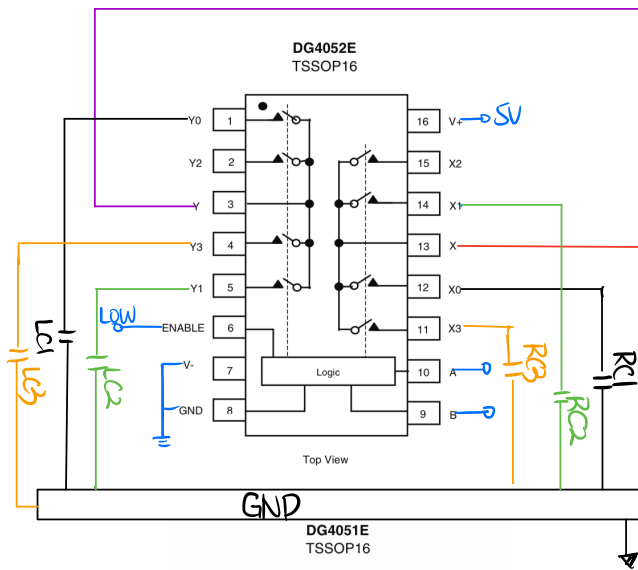 DG4052E
TSSOP16
Y0 1 16 V+ 5V
Y2 2 15 X2
Y 3 14 X1
Y3 4 13 X
Y1 5 12 X0
LOW
ENABLE 6 11 X3
V- 7 Logic 10 A
GND 8 9 B
LC1
LC3
LC2
RC3
RC1
RC2
Top View
GND
DG4051E
TSSOP16